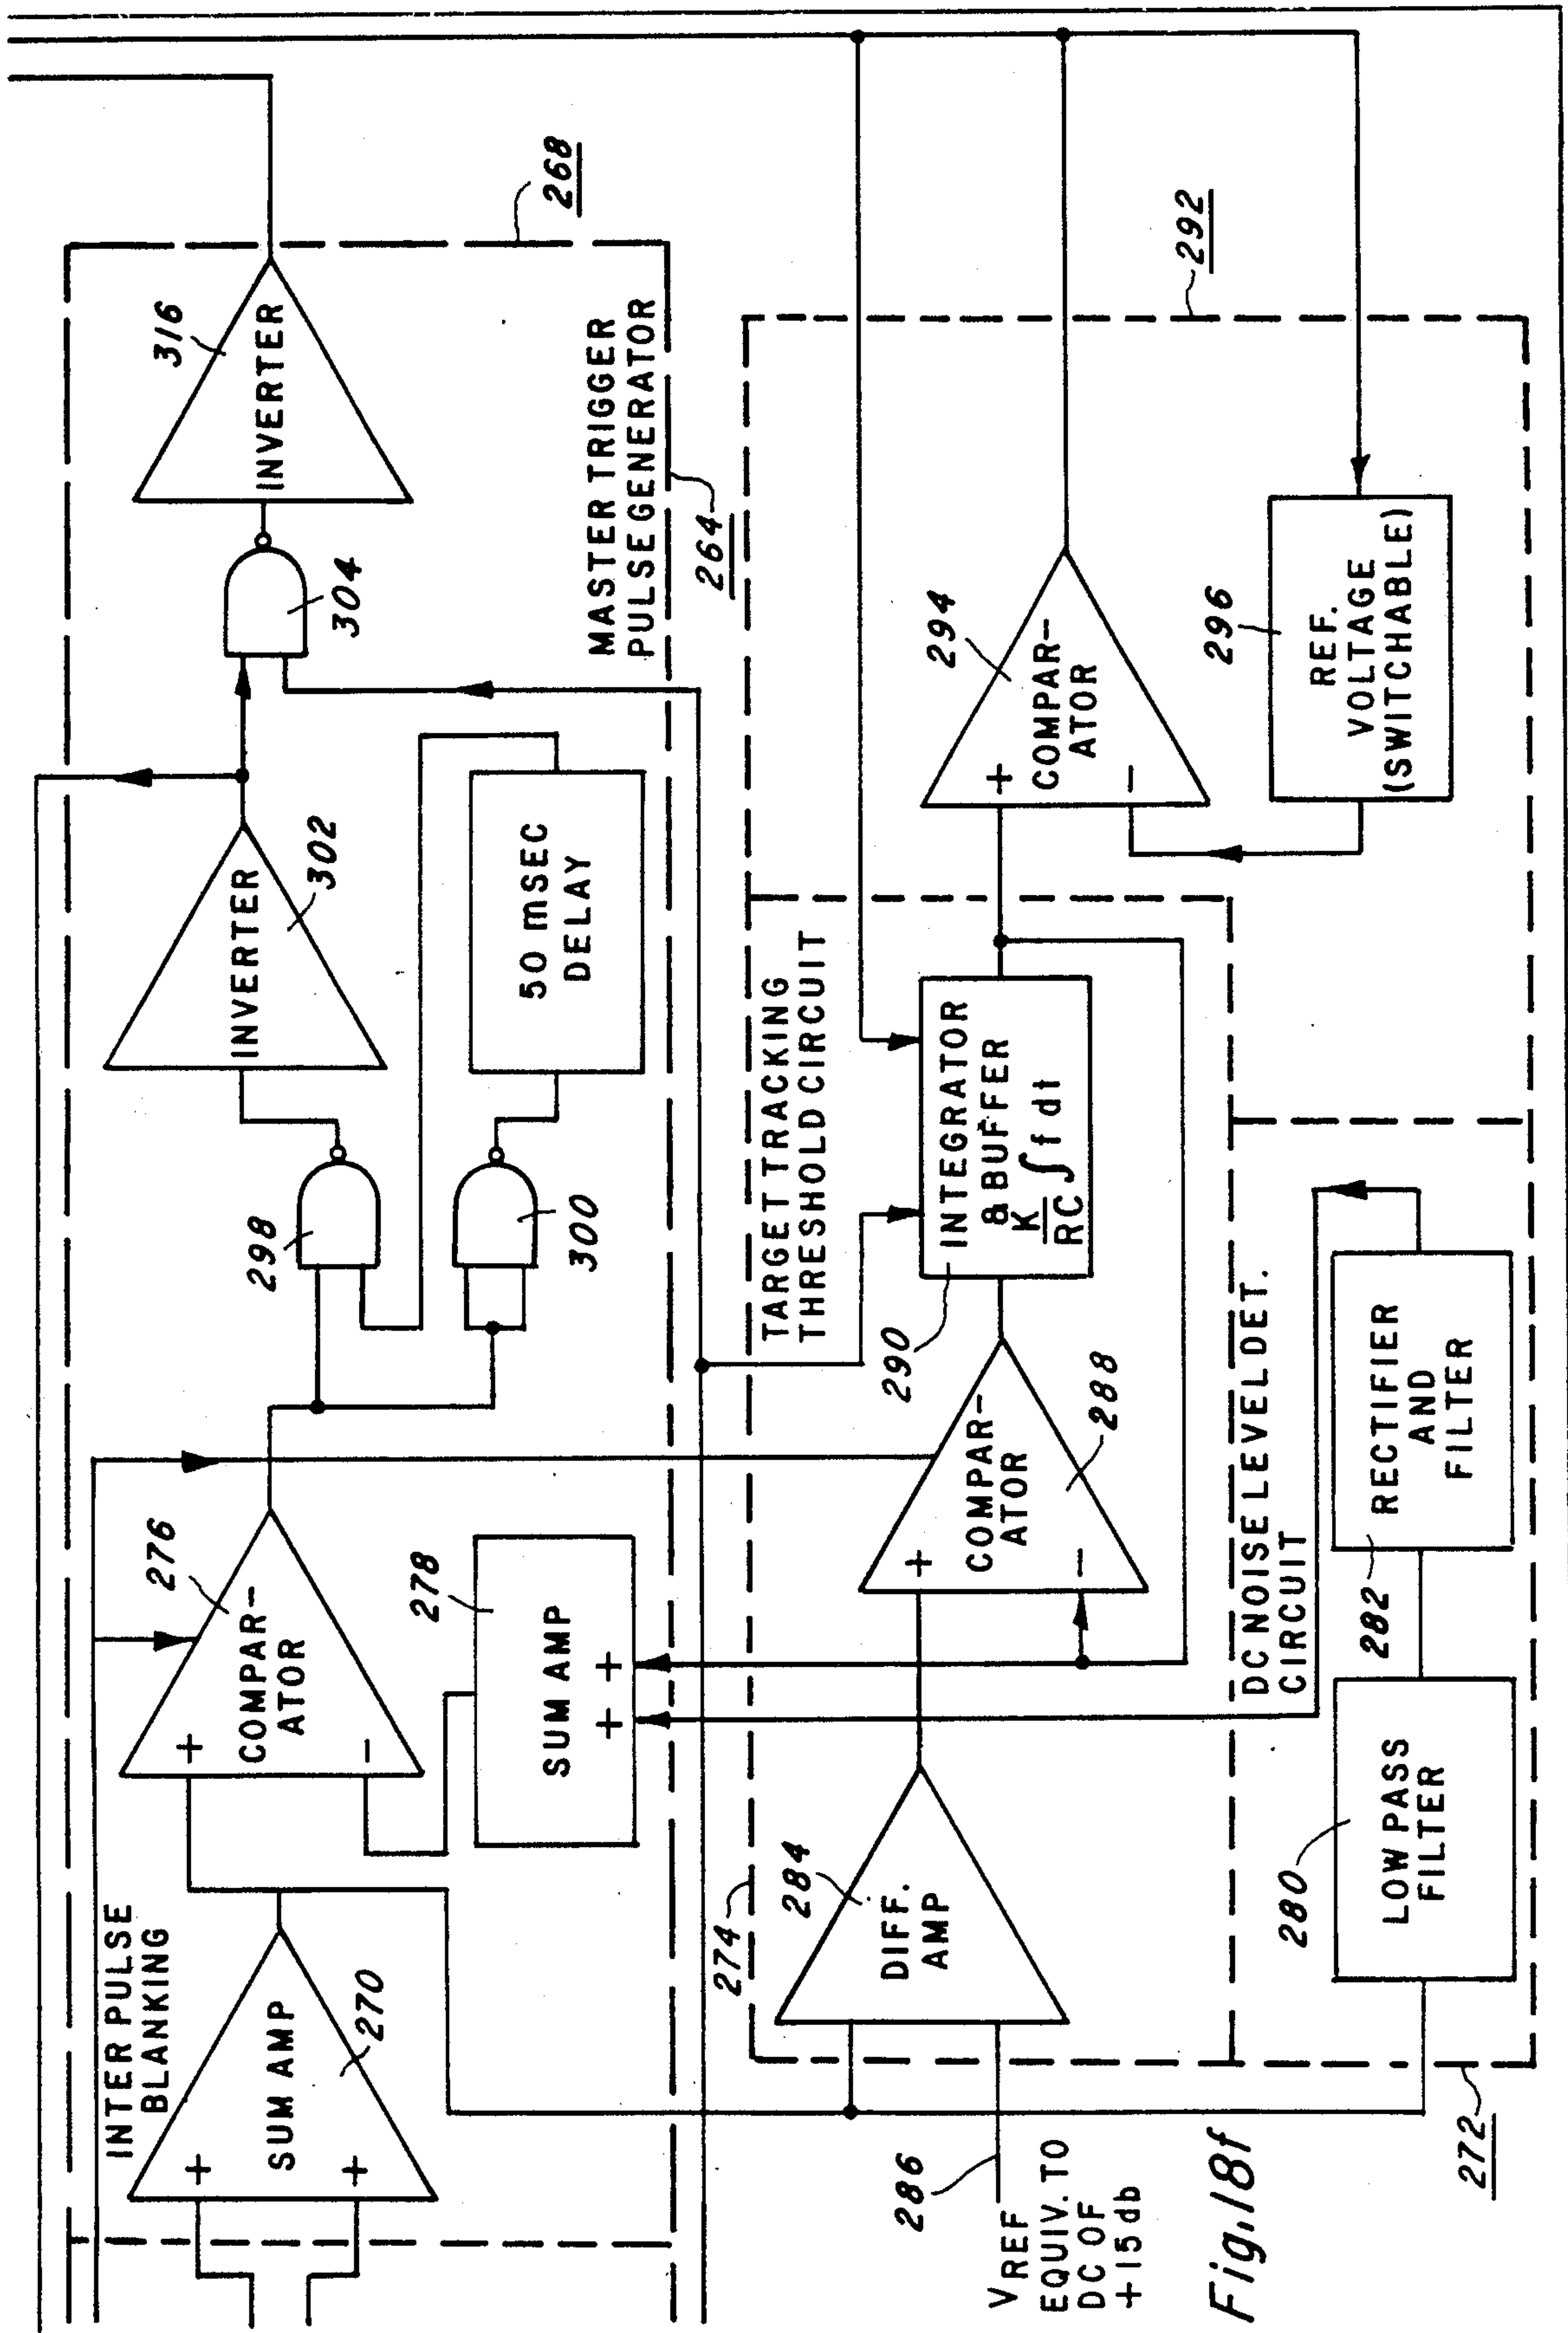 INTER PULSE
BLANKING
+
+
SUM AMP
270
276
+
−
COMPAR−
ATOR
278
SUM AMP
+ +
298
300
INVERTER
302
50 mSEC
DELAY
304
316
INVERTER
268
MASTER TRIGGER
PULSE GENERATOR
264
274
284
DIFF.
AMP
286
VREF
EQUIV. TO
DC OF
+15db
TARGET TRACKING
THRESHOLD CIRCUIT
+
−
COMPAR−
ATOR
288
290
INTEGRATOR
& BUFFER
K/RC ∫f dt
294
+
−
COMPAR−
ATOR
296
REF.
VOLTAGE
(SWITCHABLE)
292
DC NOISE LEVEL DET.
CIRCUIT
280
LOW PASS
FILTER
282
RECTIFIER
AND
FILTER
272
Fig.18f